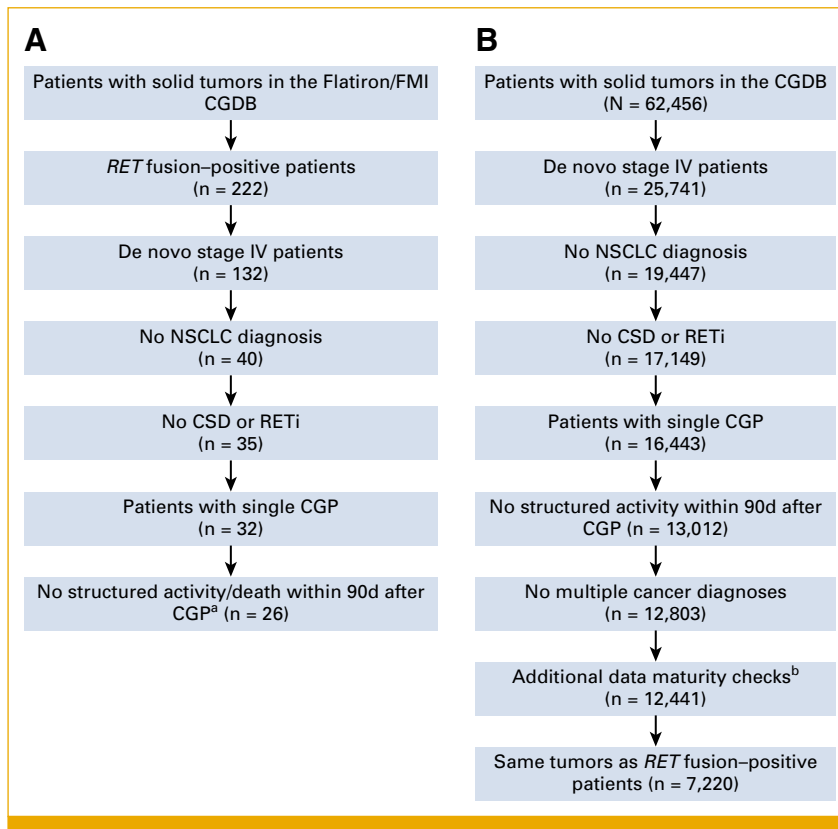 A
Patients with solid tumors in the Flatiron/FMI
CGDB
RET fusion–positive patients
(n = 222)
De novo stage IV patients
(n = 132)
No NSCLC diagnosis
(n = 40)
No CSD or RETi
(n = 35)
Patients with single CGP
(n = 32)
No structured activity/death within 90d after
CGPa (n = 26)
B
Patients with solid tumors in the CGDB
(N = 62,456)
De novo stage IV patients
(n = 25,741)
No NSCLC diagnosis
(n = 19,447)
No CSD or RETi
(n = 17,149)
Patients with single CGP
(n = 16,443)
No structured activity within 90d after
CGP (n = 13,012)
No multiple cancer diagnoses
(n = 12,803)
Additional data maturity checksb
(n = 12,441)
Same tumors as RET fusion–positive
patients (n = 7,220)